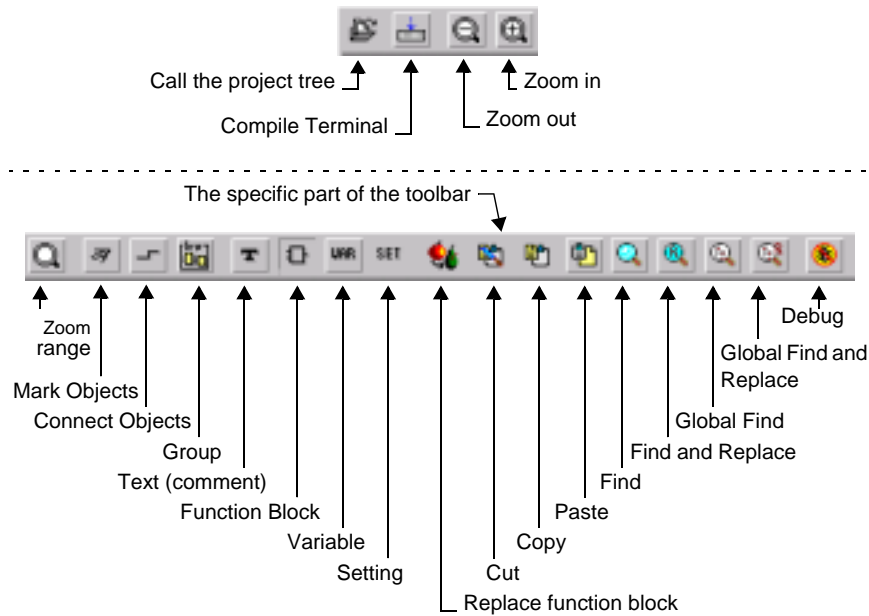 Call the project tree
Zoom in
Compile Terminal
Zoom out
The specific part of the toolbar
VAR
SET
Zoom
range
Debug
Global Find and
Replace
Mark Objects
Connect Objects
Global Find
Group
Find and Replace
Text (comment)
Find
Function Block
Paste
Variable
Copy
Setting
Cut
Replace function block